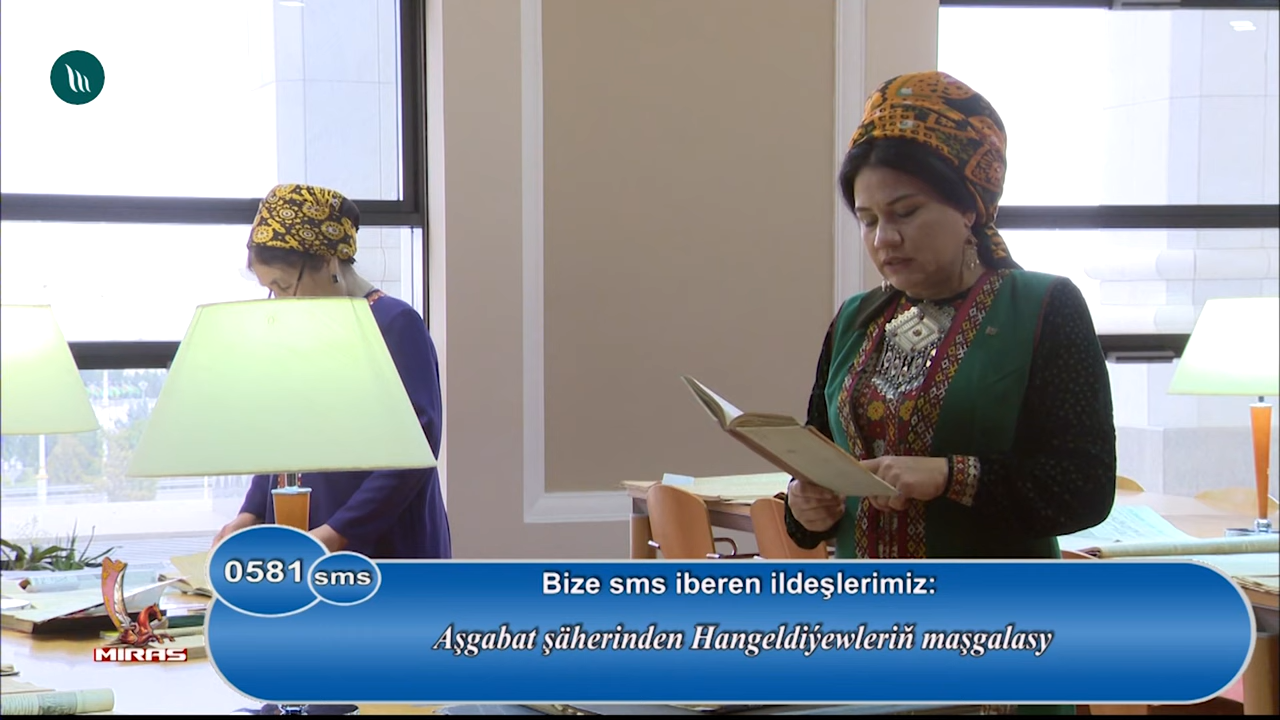 0581 sms
Bize sms iberen ildeşlerimiz:
Aşgabat şäherinden Hangeldiýewleriň maşgalasy
MIRAS